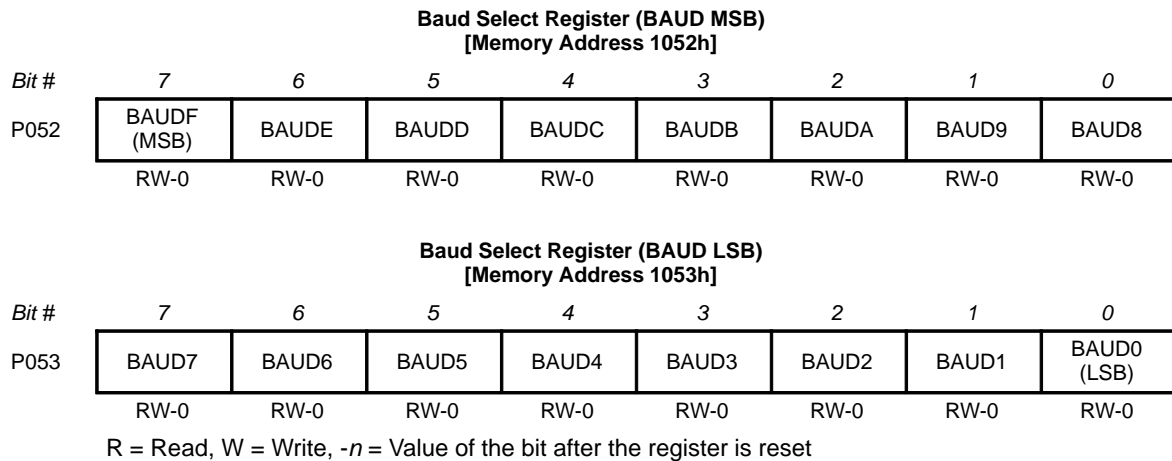 Baud Select Register (BAUD MSB)
[Memory Address 1052h]
Bit # 7 6 5 4 3 2 1 0
P052 BAUDF (MSB) BAUDE BAUDD BAUDC BAUDB BAUDA BAUD9 BAUD8
RW-0 RW-0 RW-0 RW-0 RW-0 RW-0 RW-0 RW-0
Baud Select Register (BAUD LSB)
[Memory Address 1053h]
Bit # 7 6 5 4 3 2 1 0
P053 BAUD7 BAUD6 BAUD5 BAUD4 BAUD3 BAUD2 BAUD1 BAUD0 (LSB)
RW-0 RW-0 RW-0 RW-0 RW-0 RW-0 RW-0 RW-0
R = Read, W = Write, -n = Value of the bit after the register is reset